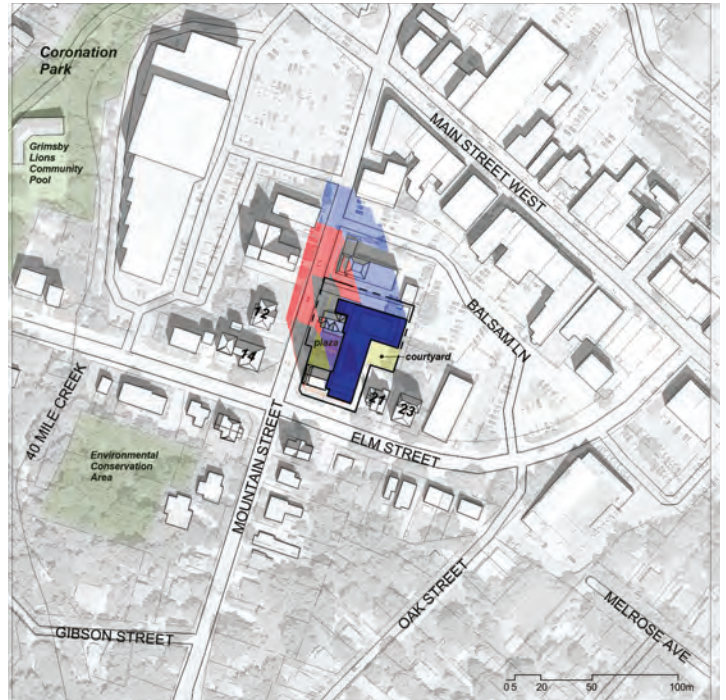 Coronation
Park
Grimsby
Lions
Community
Pool
MAIN STREET WEST
BALSAM LN
12
14
plaza
courtyard
21
23
40 MILE CREEK
ELM STREET
Environmental
Conservation
Area
MOUNTAIN STREET
OAK STREET
GIBSON STREET
MELROSE AVE
0 5 20 50 100m